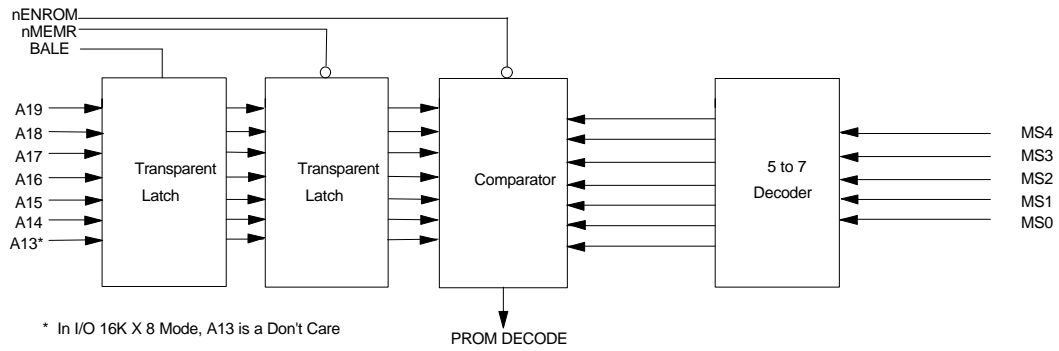 nENROM
nMEMR
BALE
A19
A18
A17
A16
A15
A14
A13*
Transparent
Latch
Transparent
Latch
Comparator
5 to 7
Decoder
MS4
MS3
MS2
MS1
MS0
* In I/O 16K X 8 Mode, A13 is a Don't Care
PROM DECODE